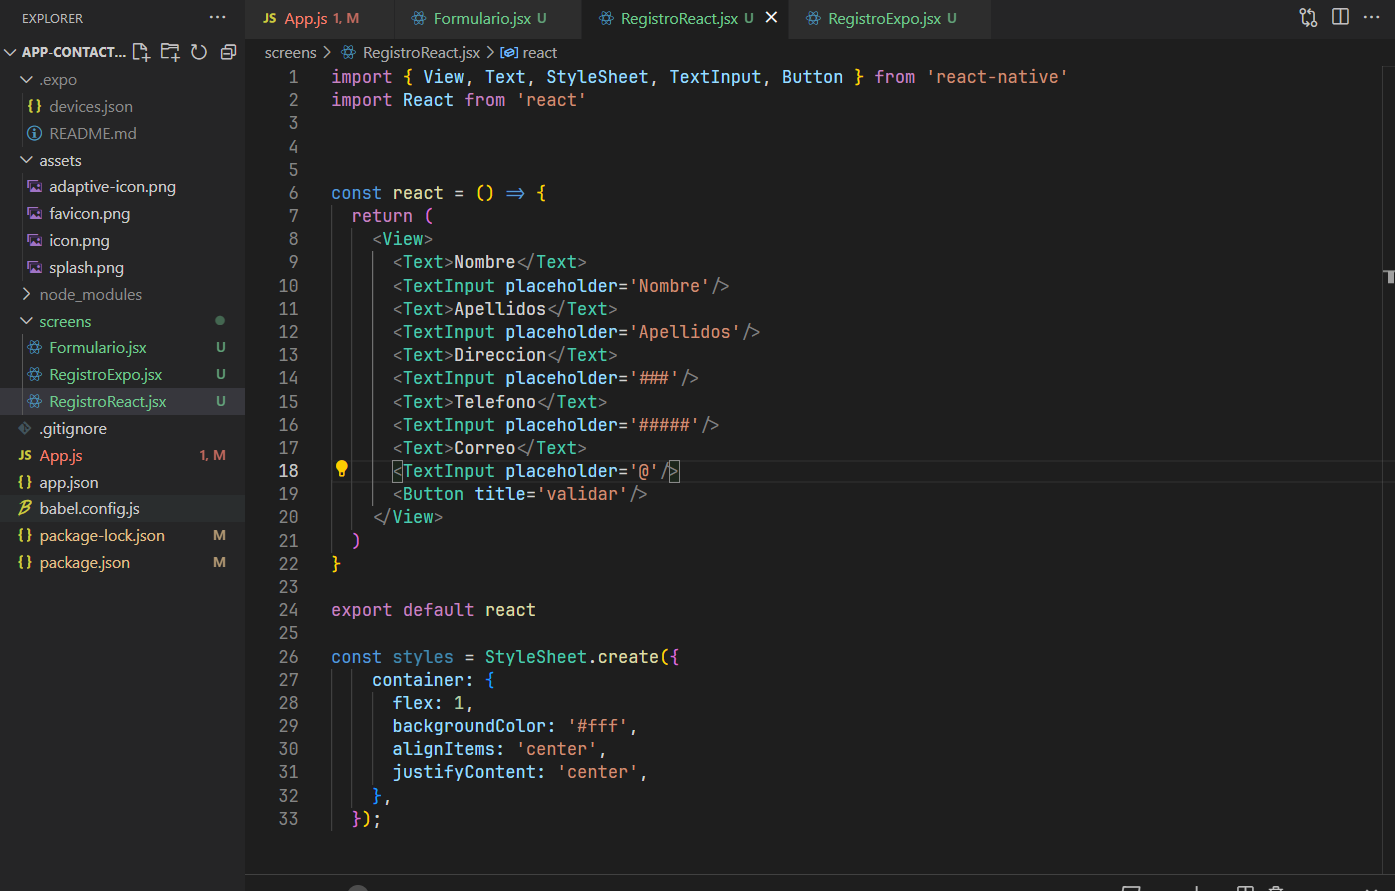 EXPLORER ...
APP-CONTACT...
.expo
{} devices.json
README.md
assets
adaptive-icon.png
favicon.png
icon.png
splash.png
node_modules
screens
Formulario.jsx U
RegistroExpo.jsx U
RegistroReact.jsx U
.gitignore
JS App.js 1, M
{} app.json
babel.config.js
{} package-lock.json M
{} package.json M
JS App.js 1, M Formulario.jsx U RegistroReact.jsx U RegistroExpo.jsx U
screens > RegistroReact.jsx > react
1 import { View, Text, StyleSheet, TextInput, Button } from 'react-native'
2 import React from 'react'
3
4
5
6 const react = () => {
7 return (
8 <View>
9 <Text>Nombre</Text>
10 <TextInput placeholder='Nombre'/>
11 <Text>Apellidos</Text>
12 <TextInput placeholder='Apellidos'/>
13 <Text>Direccion</Text>
14 <TextInput placeholder='###'/>
15 <Text>Telefono</Text>
16 <TextInput placeholder='#####'/>
17 <Text>Correo</Text>
18 <TextInput placeholder='@'/>
19 <Button title='validar'/>
20 </View>
21 )
22 }
23
24 export default react
25
26 const styles = StyleSheet.create({
27 container: {
28 flex: 1,
29 backgroundColor: '#fff',
30 alignItems: 'center',
31 justifyContent: 'center',
32 },
33 });